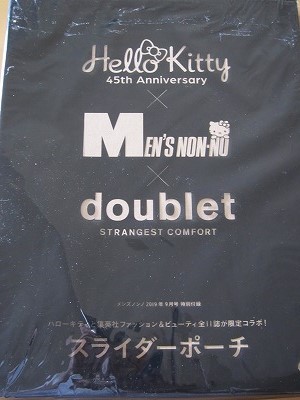 Hello Kitty
45th Anniversary
×
MEN'S NON-NO
×
doublet
STRANGEST COMFORT
メンズノンノ 2019年 9月号 特別付録
ハローキティと集英社ファッション&ビューティ全11誌が限定コラボ!
スライダーポーチ